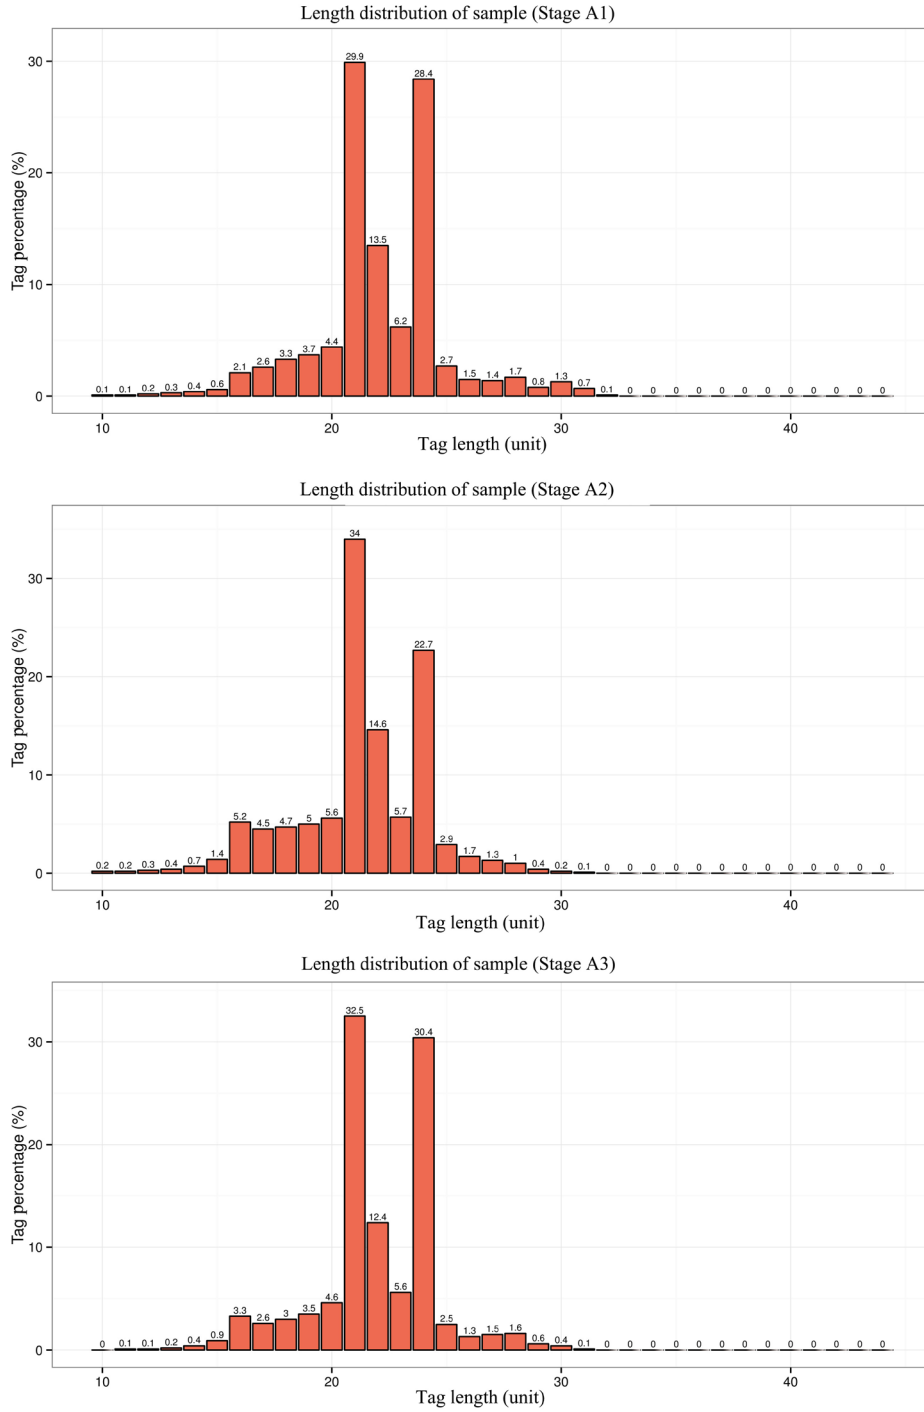 Length distribution of sample (Stage A1)
Tag percentage (%)
30
20
10
0
0.1 0.1 0.2 0.3 0.4 0.6 2.1 2.6 3.3 3.7 4.4 29.9 13.5 6.2 28.4 2.7 1.5 1.4 1.7 0.8 1.3 0.7 0.1 0 0 0 0 0 0 0 0 0 0 0 0
10 20 30 40
Tag length (unit)
Length distribution of sample (Stage A2)
Tag percentage (%)
30
20
10
0
0.2 0.2 0.3 0.4 0.7 1.4 5.2 4.5 4.7 5 5.6 34 14.6 5.7 22.7 2.9 1.7 1.3 1 0.4 0.2 0.1 0 0 0 0 0 0 0 0 0 0 0 0 0
10 20 30 40
Tag length (unit)
Length distribution of sample (Stage A3)
Tag percentage (%)
30
20
10
0
0 0.1 0.1 0.2 0.4 0.9 3.3 2.6 3 3.5 4.6 32.5 12.4 5.6 30.4 2.5 1.3 1.5 1.6 0.6 0.4 0.1 0 0 0 0 0 0 0 0 0 0 0 0 0
10 20 30 40
Tag length (unit)